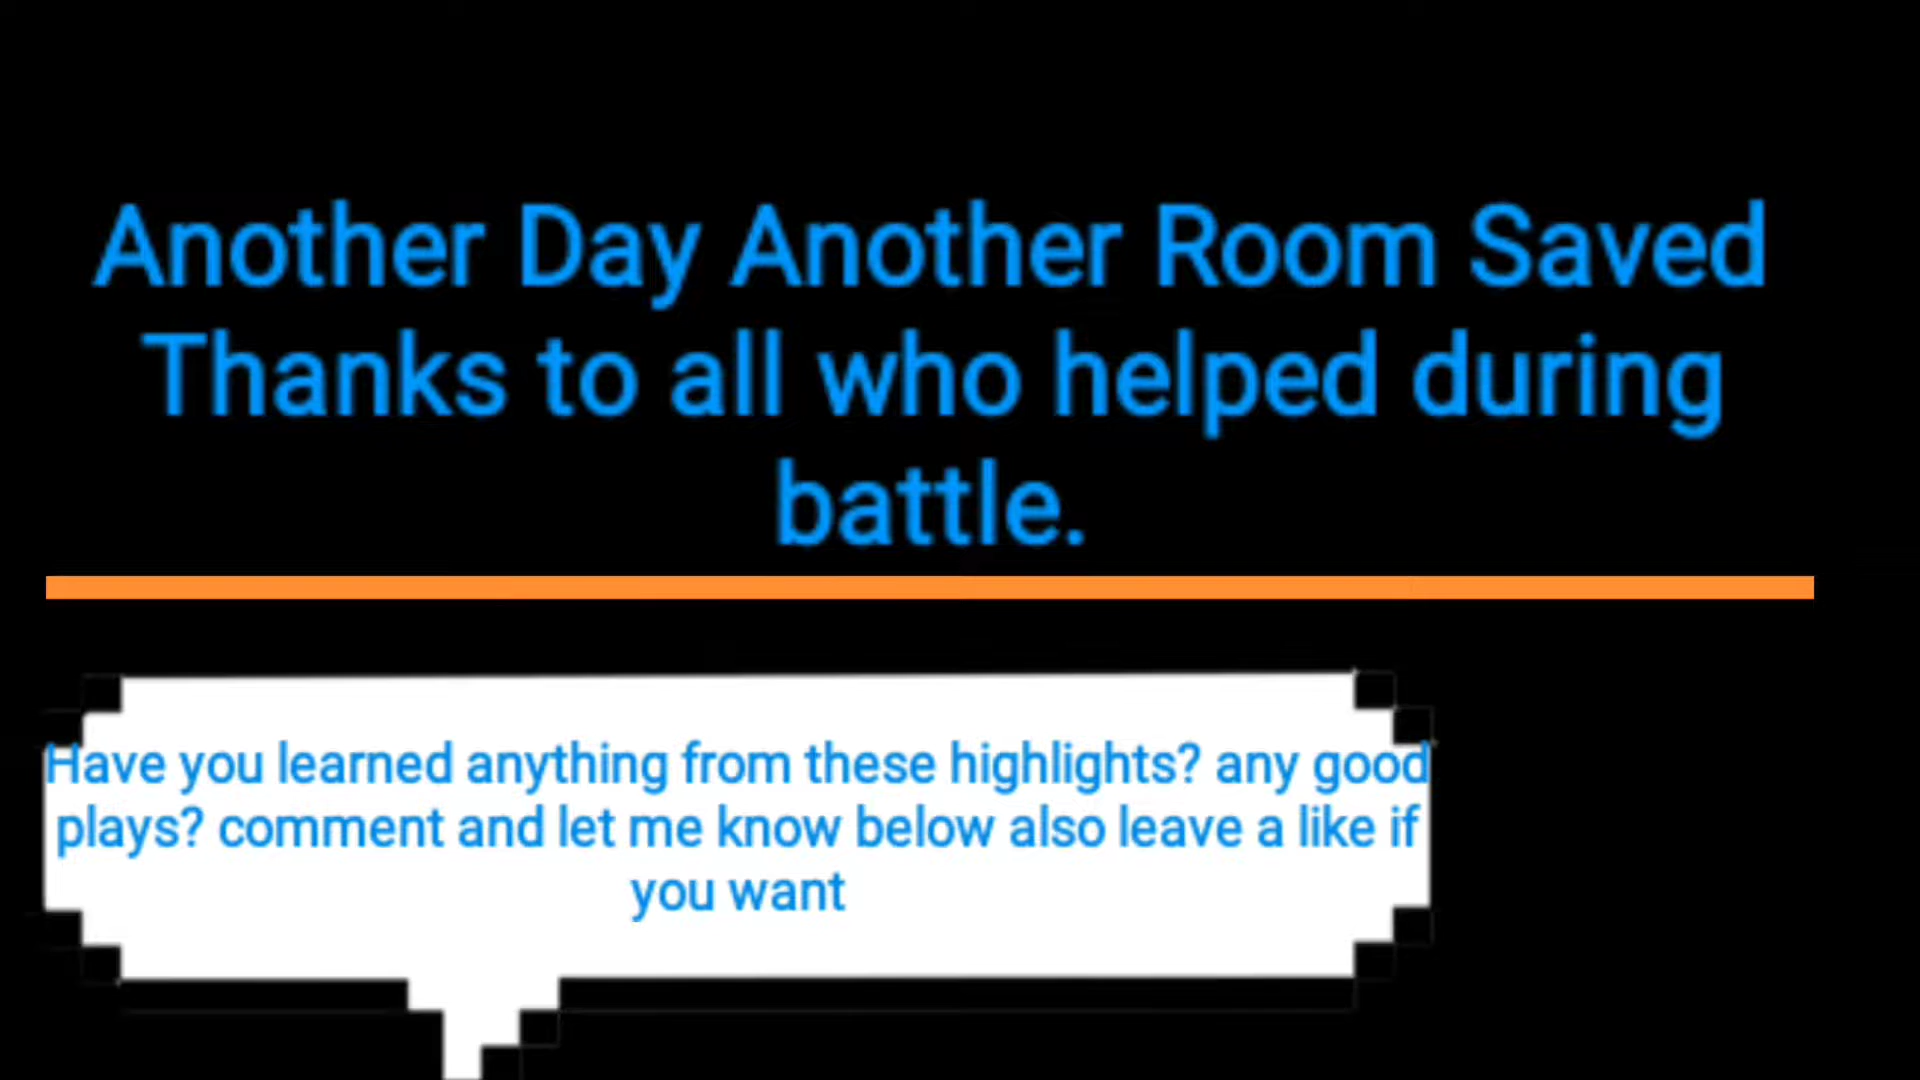 Another Day Another Room Saved
Thanks to all who helped during
battle.
Have you learned anything from these highlights? any good
plays? comment and let me know below also leave a like if
you want